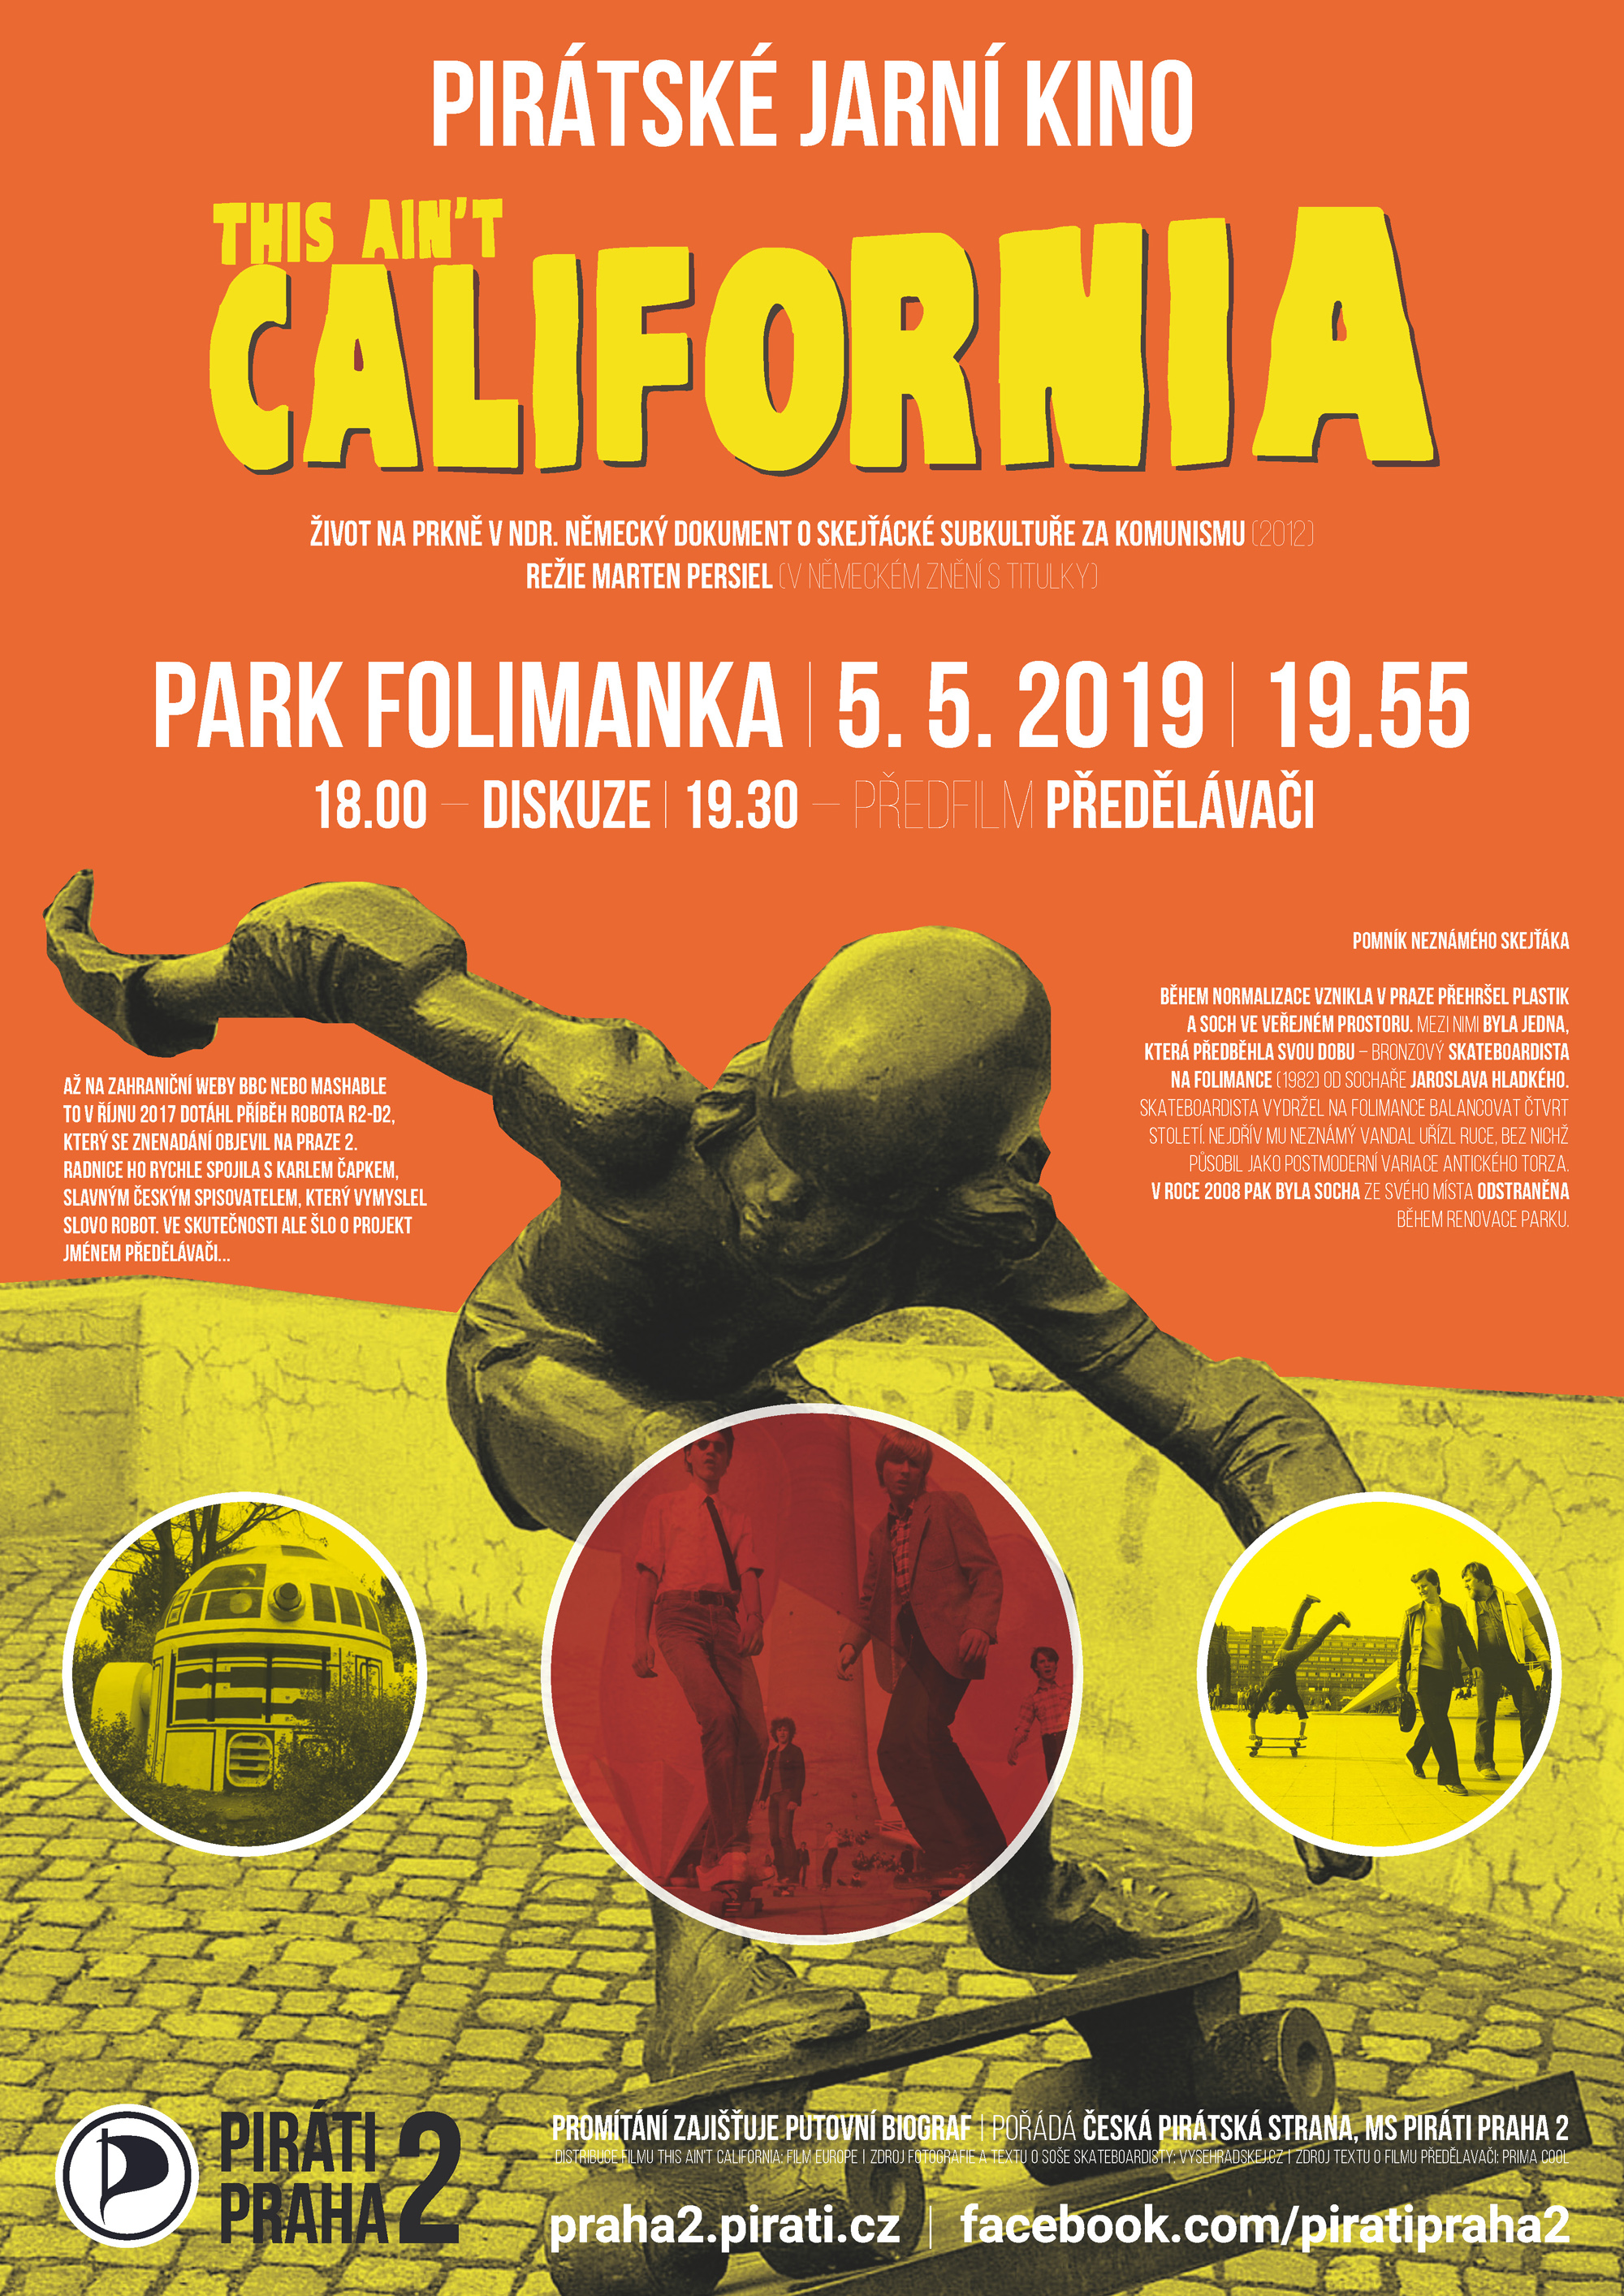 PIRÁTSKÉ JARNÍ KINO
THIS AIN'T
CALIFORNIA
ŽIVOT NA PRKNĚ V NDR. NĚMECKÝ DOKUMENT O SKEJŤÁCKÉ SUBKULTUŘE ZA KOMUNISMU (2012)
REŽIE MARTEN PERSIEL (V NĚMECKÉM ZNĚNÍ S TITULKY)
PARK FOLIMANKA | 5. 5. 2019 | 19.55
18.00 – DISKUZE | 19.30 – PŘEDFILM PŘEDĚLÁVAČI
POMNÍK NEZNÁMÉHO SKEJŤÁKA
BĚHEM NORMALIZACE VZNIKLA V PRAZE PŘEHRŠEL PLASTIK
A SOCH VE VEŘEJNÉM PROSTORU. MEZI NIMI BYLA JEDNA,
KTERÁ PŘEDBĚHLA SVOU DOBU – BRONZOVÝ SKATEBOARDISTA
NA FOLIMANCE (1982) OD SOCHAŘE JAROSLAVA HLADKÉHO.
SKATEBOARDISTA VYDRŽEL NA FOLIMANCE BALANCOVAT ČTVRT
STOLETÍ. NEJDŘÍV MU NEZNÁMÝ VANDAL UŘÍZL RUCE, BEZ NICHŽ
PŮSOBIL JAKO POSTMODERNÍ VARIACE ANTICKÉHO TORZA.
V ROCE 2008 PAK BYLA SOCHA ZE SVÉHO MÍSTA ODSTRANĚNA
BĚHEM RENOVACE PARKU.
AŽ NA ZAHRANIČNÍ WEBY BBC NEBO MASHABLE
TO V ŘÍJNU 2017 DOTÁHL PŘÍBĚH ROBOTA R2-D2,
KTERÝ SE ZNENADÁNÍ OBJEVIL NA PRAZE 2.
RADNICE HO RYCHLE SPOJILA S KARLEM ČAPKEM,
SLAVNÝM ČESKÝM SPISOVATELEM, KTERÝ VYMYSLEL
SLOVO ROBOT. VE SKUTEČNOSTI ALE ŠLO O PROJEKT
JMÉNEM PŘEDĚLÁVAČI...
PIRÁTI
PRAHA 2
PROMÍTÁNÍ ZAJIŠŤUJE PUTOVNÍ BIOGRAF | POŘÁDÁ ČESKÁ PIRÁTSKÁ STRANA, MS PIRÁTI PRAHA 2
DISTRIBUCE FILMU THIS AIN'T CALIFORNIA: FILM EUROPE | ZDROJ FOTOGRAFIE A TEXTU O SOŠE SKATEBOARDISTY: VYSEHRADSKEJ.CZ | ZDROJ TEXTU O FILMU PŘEDĚLAVAČI: PRIMA COOL
praha2.pirati.cz | facebook.com/piratipraha2